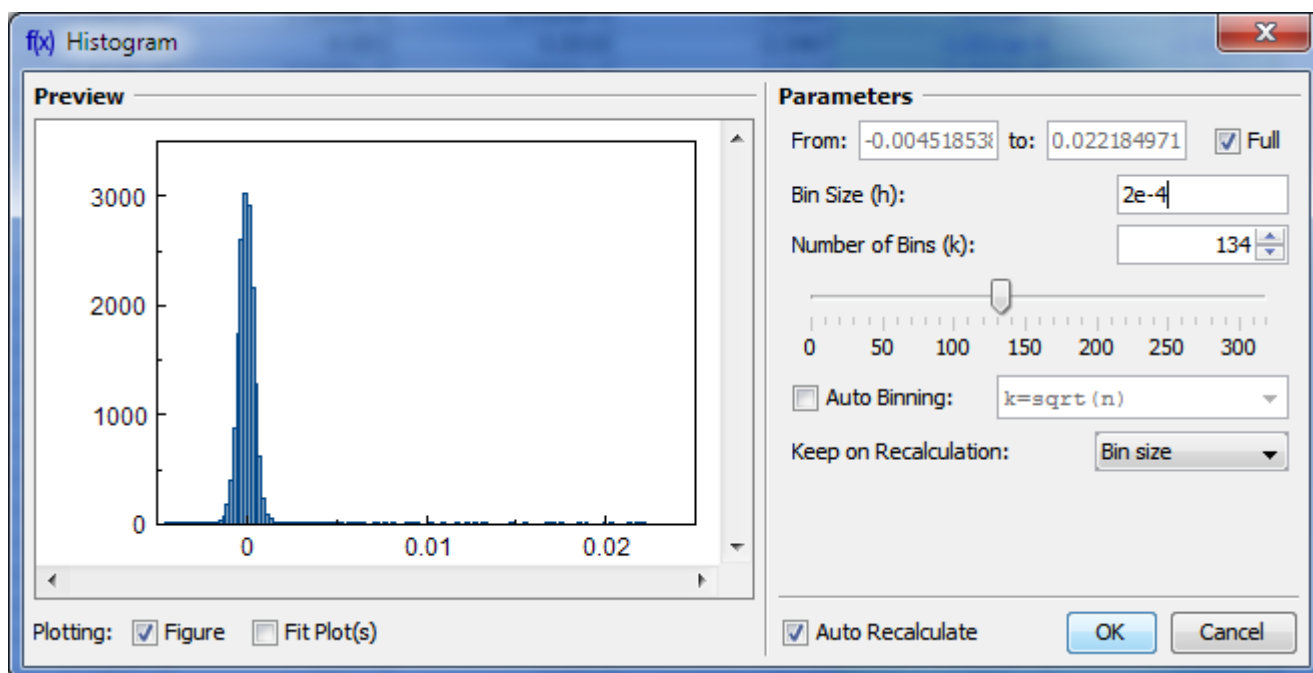 f(x) Histogram
Preview
3000
2000
1000
0
0 0.01 0.02
Plotting: Figure Fit Plot(s)
Parameters
From: -0.004518538 to: 0.022184971 Full
Bin Size (h): 2e-4
Number of Bins (k): 134
0 50 100 150 200 250 300
Auto Binning: k=sqrt(n)
Keep on Recalculation: Bin size
Auto Recalculate OK Cancel